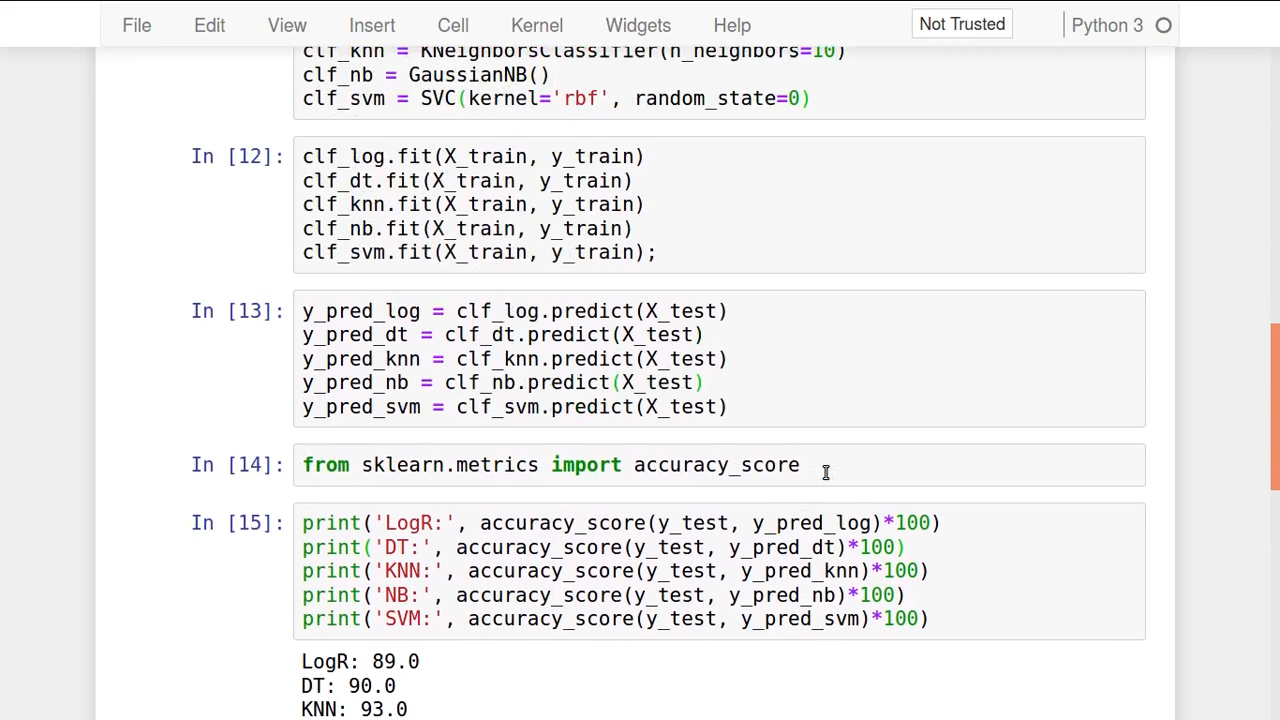 File Edit View Insert Cell Kernel Widgets Help Not Trusted Python 3
clf_knn = KNeighborsClassifier(n_neighbors=10)
clf_nb = GaussianNB()
clf_svm = SVC(kernel='rbf', random_state=0)
In [12]: clf_log.fit(X_train, y_train)
clf_dt.fit(X_train, y_train)
clf_knn.fit(X_train, y_train)
clf_nb.fit(X_train, y_train)
clf_svm.fit(X_train, y_train);
In [13]: y_pred_log = clf_log.predict(X_test)
y_pred_dt = clf_dt.predict(X_test)
y_pred_knn = clf_knn.predict(X_test)
y_pred_nb = clf_nb.predict(X_test)
y_pred_svm = clf_svm.predict(X_test)
In [14]: from sklearn.metrics import accuracy_score
In [15]: print('LogR:', accuracy_score(y_test, y_pred_log)*100)
print('DT:', accuracy_score(y_test, y_pred_dt)*100)
print('KNN:', accuracy_score(y_test, y_pred_knn)*100)
print('NB:', accuracy_score(y_test, y_pred_nb)*100)
print('SVM:', accuracy_score(y_test, y_pred_svm)*100)
LogR: 89.0
DT: 90.0
KNN: 93.0